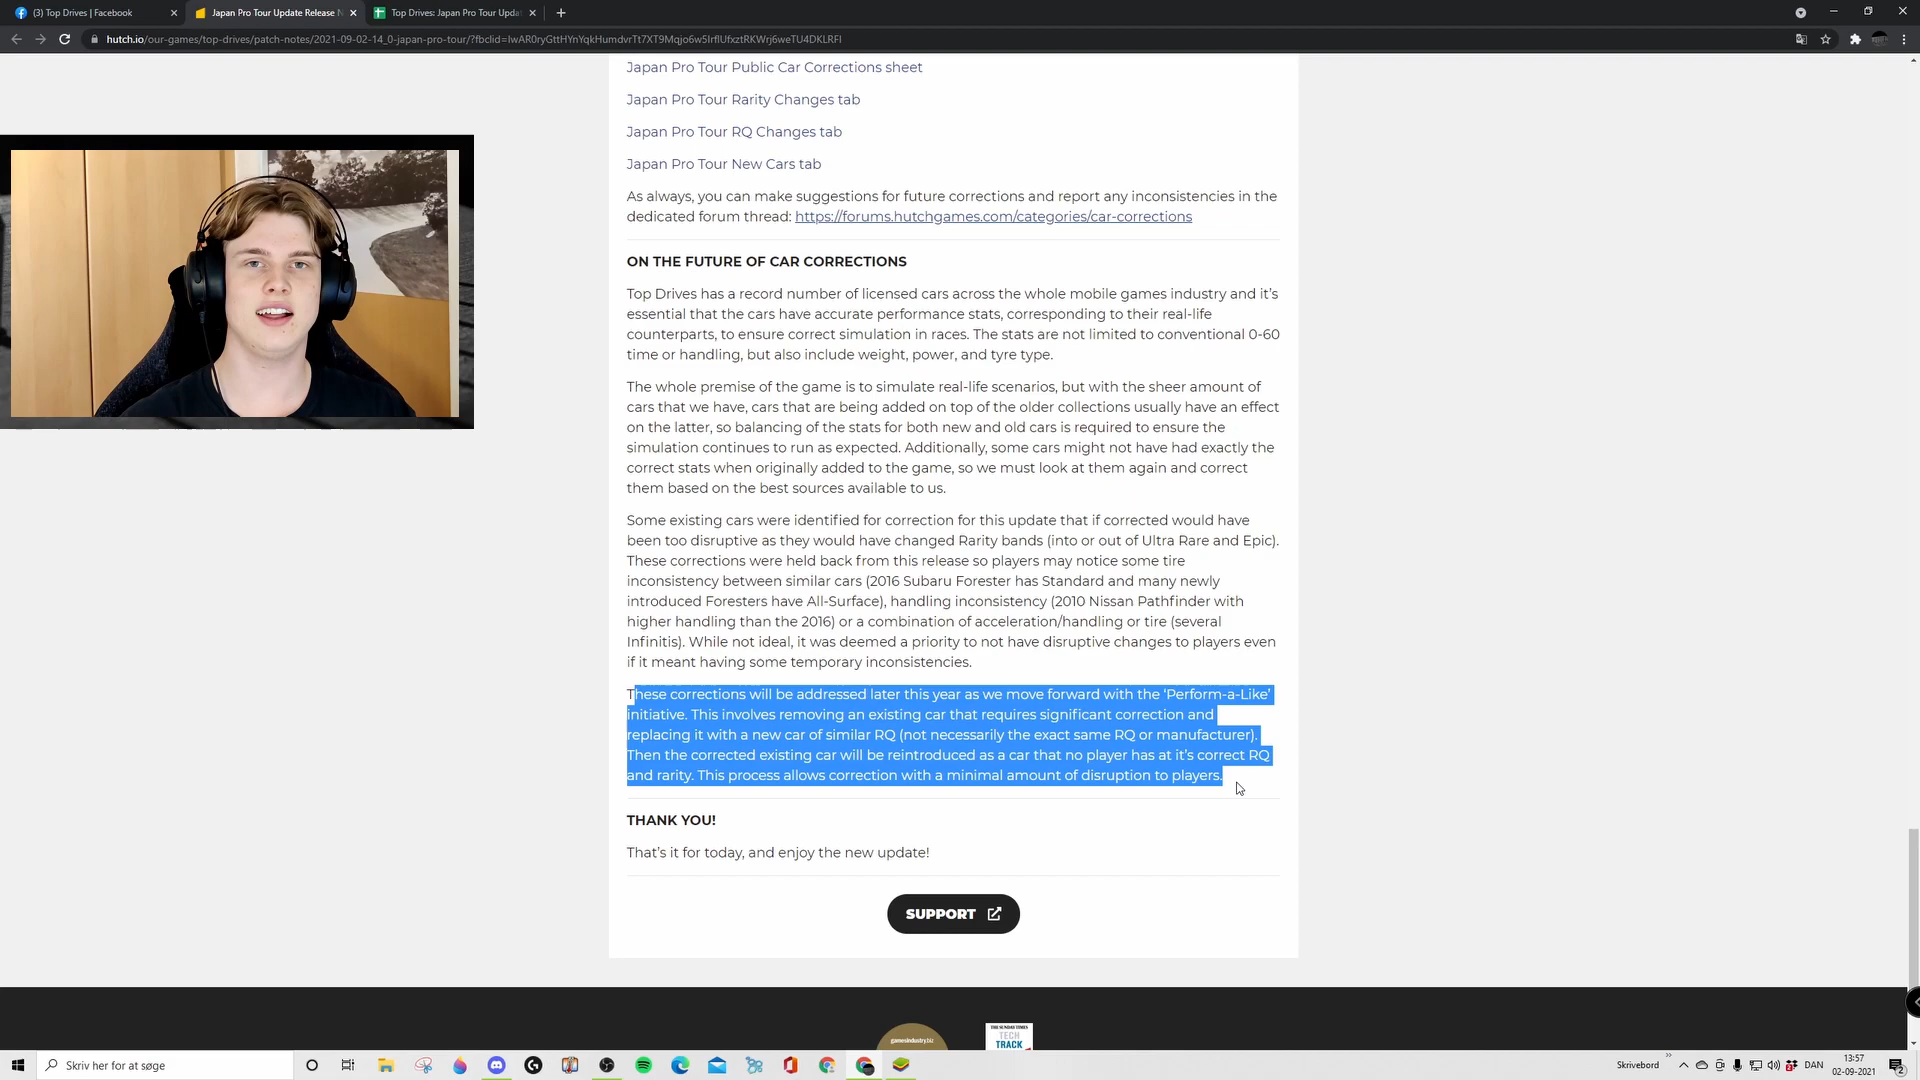 (3) Top Drives | Facebook
Japan Pro Tour Update Release N
Top Drives: Japan Pro Tour Upda
hutch.io/our-games/top-drives/patch-notes/2021-09-02-14_0-japan-pro-tour/?fbclid=IwAR0ryGttHYnYqkHumdvrTt7XT9Mqjo6w5IrflUfxztRKWrj6weTU4DKLRFI
Japan Pro Tour Public Car Corrections sheet
Japan Pro Tour Rarity Changes tab
Japan Pro Tour RQ Changes tab
Japan Pro Tour New Cars tab
As always, you can make suggestions for future corrections and report any inconsistencies in the
dedicated forum thread: https://forums.hutchgames.com/categories/car-corrections
ON THE FUTURE OF CAR CORRECTIONS
Top Drives has a record number of licensed cars across the whole mobile games industry and it's
essential that the cars have accurate performance stats, corresponding to their real-life
counterparts, to ensure correct simulation in races. The stats are not limited to conventional 0-60
time or handling, but also include weight, power, and tyre type.
The whole premise of the game is to simulate real-life scenarios, but with the sheer amount of
cars that we have, cars that are being added on top of the older collections usually have an effect
on the latter, so balancing of the stats for both new and old cars is required to ensure the
simulation continues to run as expected. Additionally, some cars might not have had exactly the
correct stats when originally added to the game, so we must look at them again and correct
them based on the best sources available to us.
Some existing cars were identified for correction for this update that if corrected would have
been too disruptive as they would have changed Rarity bands (into or out of Ultra Rare and Epic).
These corrections were held back from this release so players may notice some tire
inconsistency between similar cars (2016 Subaru Forester has Standard and many newly
introduced Foresters have All-Surface), handling inconsistency (2010 Nissan Pathfinder with
higher handling than the 2016) or a combination of acceleration/handling or tire (several
Infinitis). While not ideal, it was deemed a priority to not have disruptive changes to players even
if it meant having some temporary inconsistencies.
These corrections will be addressed later this year as we move forward with the 'Perform-a-Like'
initiative. This involves removing an existing car that requires significant correction and
replacing it with a new car of similar RQ (not necessarily the exact same RQ or manufacturer).
Then the corrected existing car will be reintroduced as a car that no player has at it's correct RQ
and rarity. This process allows correction with a minimal amount of disruption to players.
THANK YOU!
That's it for today, and enjoy the new update!
SUPPORT
gamesindustry.biz
THE SUNDAY TIMES
TECH
TRACK
Skriv her for at søge
Skrivebord
DAN
13:57
02-09-2021
2